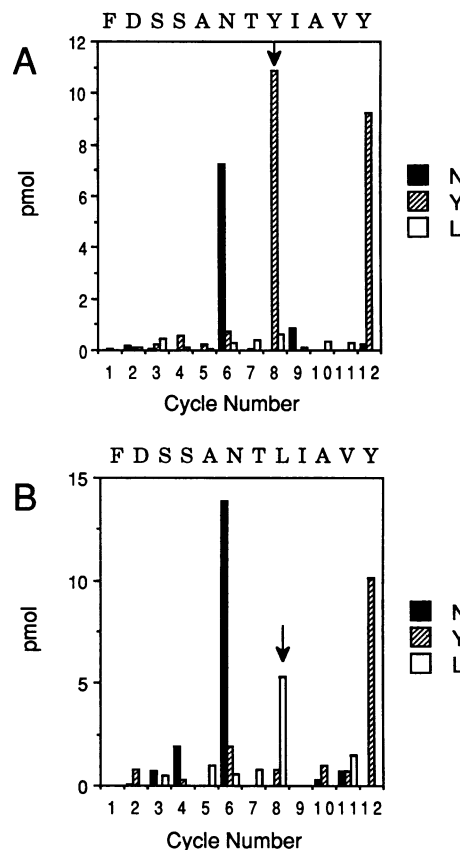 F D S S A N T Y I A V Y
A
12
10
8
6
4
2
0
pmol
N
Y
L
1 2 3 4 5 6 7 8 9 10 11 12
Cycle Number
F D S S A N T L I A V Y
B
15
10
5
0
pmol
N
Y
L
1 2 3 4 5 6 7 8 9 10 11 12
Cycle Number